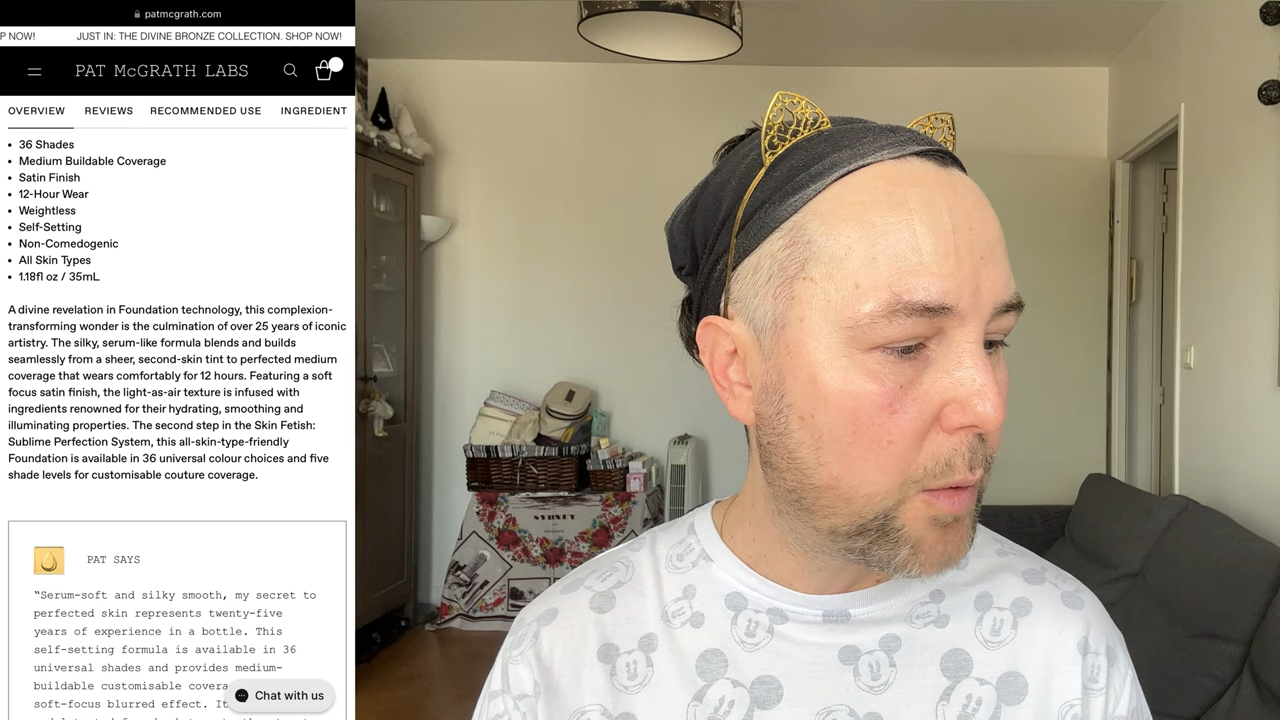 patmcgrath.com
P NOW! JUST IN: THE DIVINE BRONZE COLLECTION. SHOP NOW!
PAT McGRATH LABS
OVERVIEW REVIEWS RECOMMENDED USE INGREDIENT
• 36 Shades
• Medium Buildable Coverage
• Satin Finish
• 12-Hour Wear
• Weightless
• Self-Setting
• Non-Comedogenic
• All Skin Types
• 1.18fl oz / 35mL
A divine revelation in Foundation technology, this complexion-
transforming wonder is the culmination of over 25 years of iconic
artistry. The silky, serum-like formula blends and builds
seamlessly from a sheer, second-skin tint to perfected medium
coverage that wears comfortably for 12 hours. Featuring a soft
focus satin finish, the light-as-air texture is infused with
ingredients renowned for their hydrating, smoothing and
illuminating properties. The second step in the Skin Fetish:
Sublime Perfection System, this all-skin-type-friendly
Foundation is available in 36 universal colour choices and five
shade levels for customisable couture coverage.
PAT SAYS
“Serum-soft and silky smooth, my secret to
perfected skin represents twenty-five
years of experience in a bottle. This
self-setting formula is available in 36
universal shades and provides medium-
buildable customisable covera
soft-focus blurred effect. It
Chat with us
SYDNEY